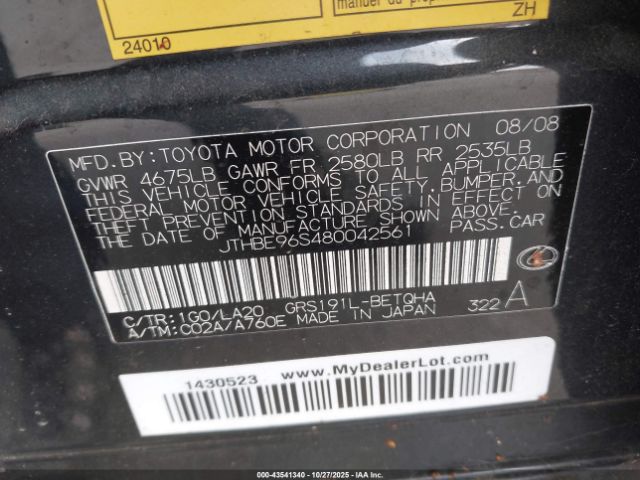 manuel du propr
24010
ZH
MFD.BY:TOYOTA MOTOR CORPORATION 08/08
GVWR 4675LB GAWR FR 2580LB RR 2535LB
THIS VEHICLE CONFORMS TO ALL APPLICABLE
FEDERAL MOTOR VEHICLE SAFETY,BUMPER,AND
THEFT PREVENTION STANDARDS IN EFFECT ON
THE DATE OF MANUFACTURE SHOWN ABOVE.
JTHBE96S480042561 PASS.CAR
C/TR:1G0/LA20 GRS191L-BETQHA
A/TM:C02A/A760E MADE IN JAPAN 322 A
1430523 www.MyDealerLot.com
000-43541340 - 10/27/2025 - IAAI.com